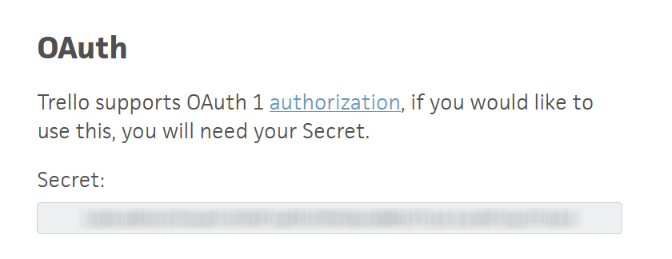 OAuth
Trello supports OAuth 1 authorization, if you would like to
use this, you will need your Secret.
Secret: